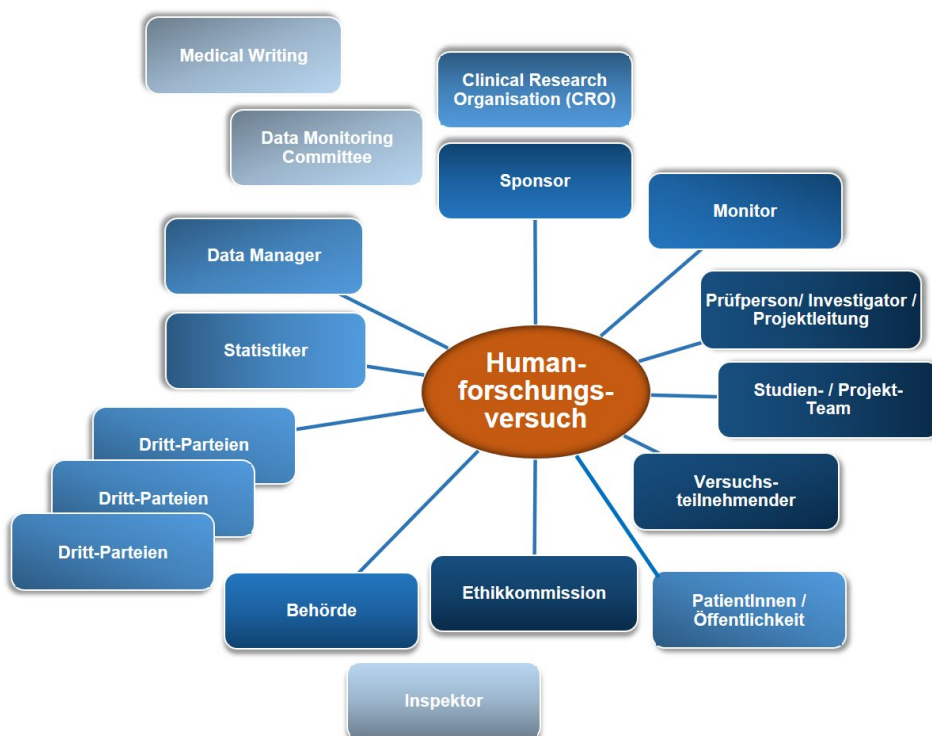 Medical Writing
Clinical Research
Organisation (CRO)
Data Monitoring
Committee
Sponsor
Monitor
Data Manager
Prüfperson/ Investigator /
Projektleitung
Statistiker
Human-
forschungs-
versuch
Studien- / Projekt-
Team
Dritt-Parteien
Dritt-Parteien
Dritt-Parteien
Versuchs-
teilnehmender
Behörde
Ethikkommission
PatientInnen /
Öffentlichkeit
Inspektor